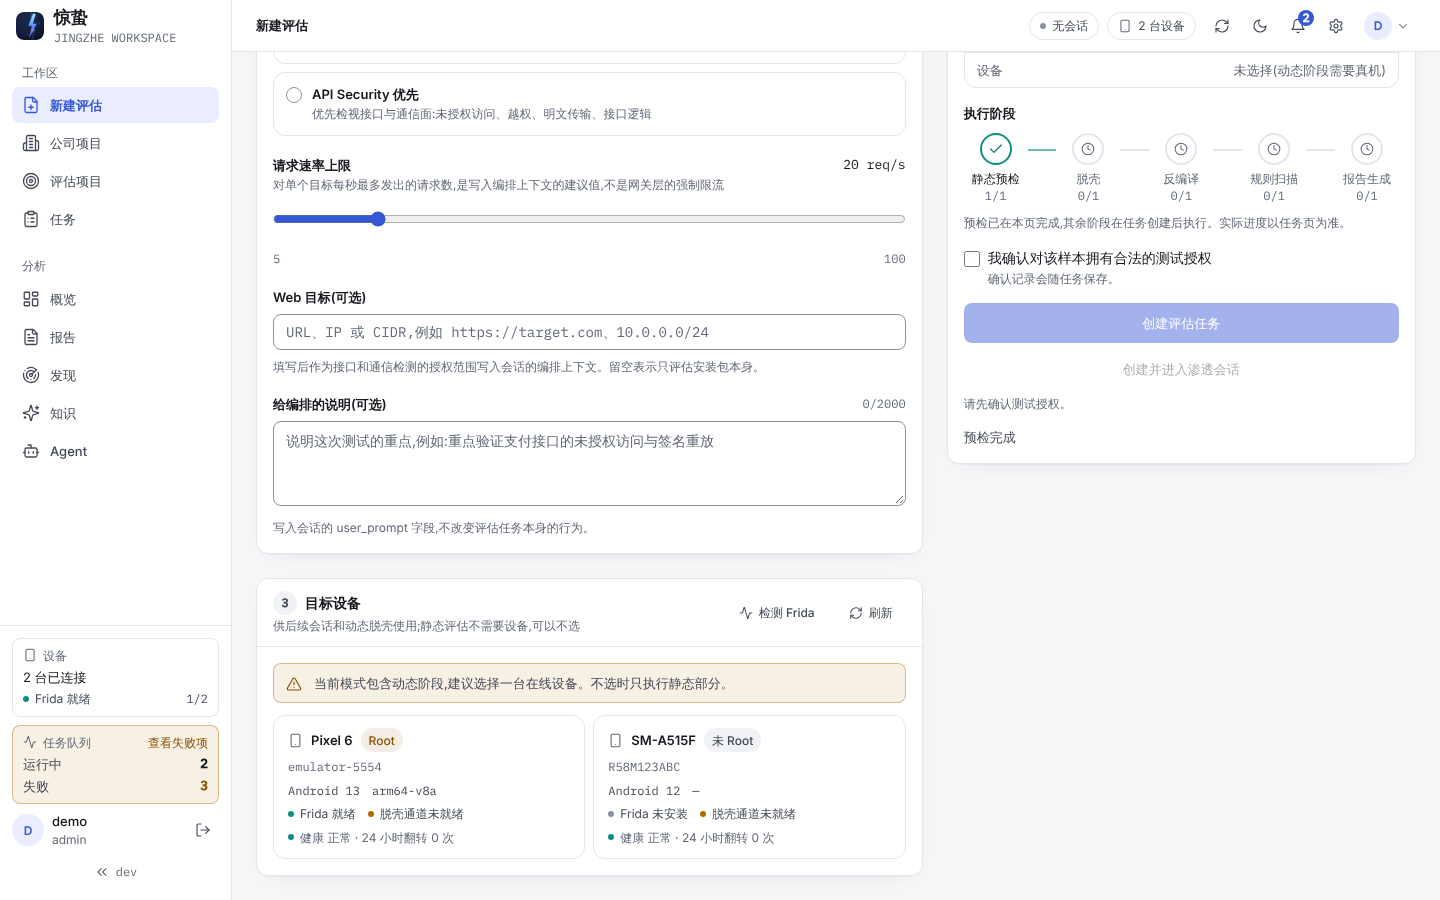 惊蛰
JINGZHE WORKSPACE
工作区
新建评估
公司项目
评估项目
任务
分析
概览
报告
发现
知识
Agent
设备
2 台已连接
Frida 就绪 1/2
任务队列 查看失败项
运行中 2
失败 3
D demo
admin
dev
新建评估
无会话 2 台设备 2 D
API Security 优先
优先检视接口与通信面:未授权访问、越权、明文传输、接口逻辑
请求速率上限 20 req/s
对单个目标每秒最多发出的请求数,是写入编排上下文的建议值,不是网关层的强制限流
5 100
Web 目标(可选)
URL、IP 或 CIDR,例如 https://target.com、10.0.0.0/24
填写后作为接口和通信检测的授权范围写入会话的编排上下文。留空表示只评估安装包本身。
给编排的说明(可选) 0/2000
说明这次测试的重点,例如:重点验证支付接口的未授权访问与签名重放
写入会话的 user_prompt 字段,不改变评估任务本身的行为。
3 目标设备
供后续会话和动态脱壳使用;静态评估不需要设备,可以不选
检测 Frida 刷新
当前模式包含动态阶段,建议选择一台在线设备。不选时只执行静态部分。
Pixel 6 Root
emulator-5554
Android 13 arm64-v8a
Frida 就绪 脱壳通道未就绪
健康 正常 · 24 小时翻转 0 次
SM-A515F 未 Root
R58M123ABC
Android 12 —
Frida 未安装 脱壳通道未就绪
健康 正常 · 24 小时翻转 0 次
设备 未选择(动态阶段需要真机)
执行阶段
静态预检 脱壳 反编译 规则扫描 报告生成
1/1 0/1 0/1 0/1 0/1
预检已在本页完成,其余阶段在任务创建后执行。实际进度以任务页为准。
我确认对该样本拥有合法的测试授权
确认记录会随任务保存。
创建评估任务
创建并进入渗透会话
请先确认测试授权。
预检完成